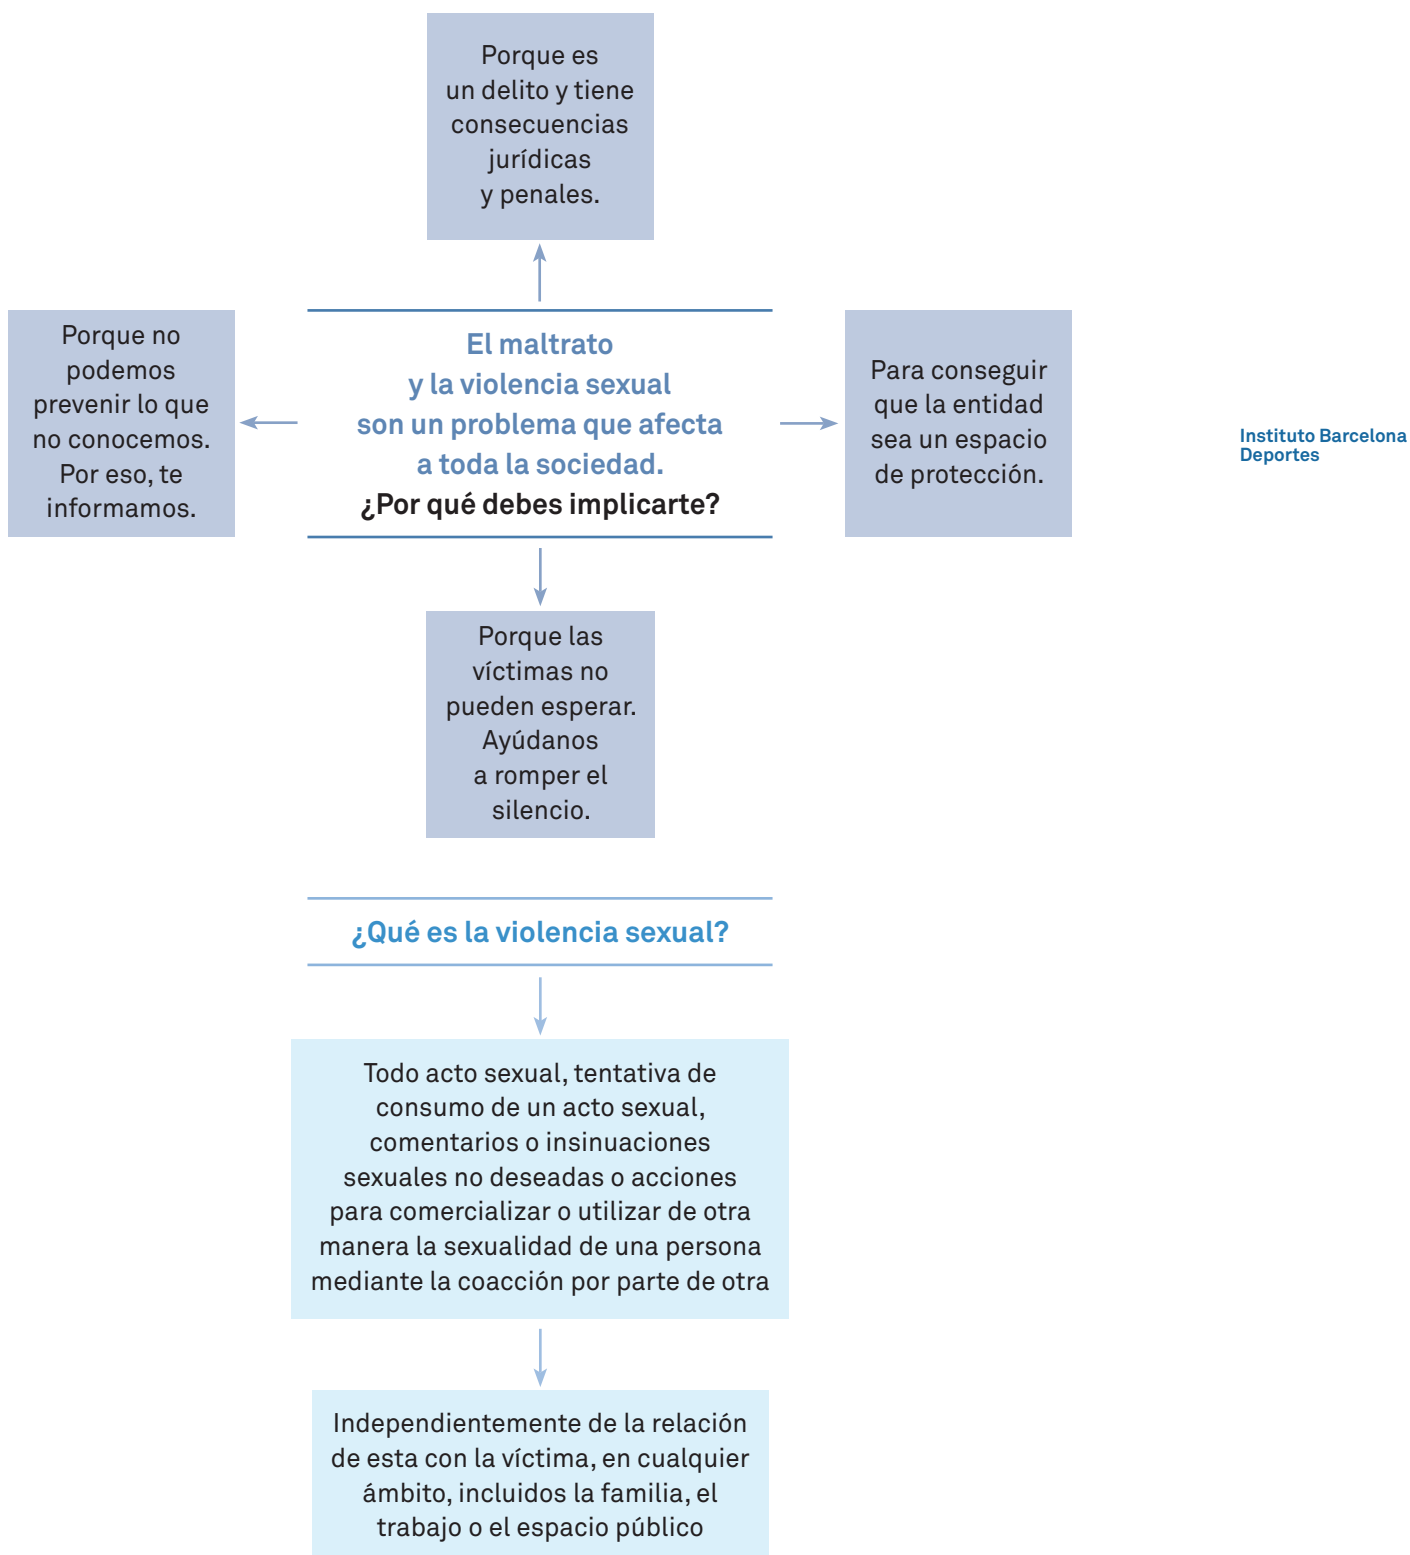 Porque es
un delito y tiene
consecuencias
jurídicas
y penales.
Porque no
podemos
prevenir lo que
no conocemos.
Por eso, te
informamos.
El maltrato
y la violencia sexual
son un problema que afecta
a toda la sociedad.
¿Por qué debes implicarte?
Para conseguir
que la entidad
sea un espacio
de protección.
Instituto Barcelona
Deportes
Porque las
víctimas no
pueden esperar.
Ayúdanos
a romper el
silencio.
¿Qué es la violencia sexual?
Todo acto sexual, tentativa de
consumo de un acto sexual,
comentarios o insinuaciones
sexuales no deseadas o acciones
para comercializar o utilizar de otra
manera la sexualidad de una persona
mediante la coacción por parte de otra
Independientemente de la relación
de esta con la víctima, en cualquier
ámbito, incluidos la familia, el
trabajo o el espacio público